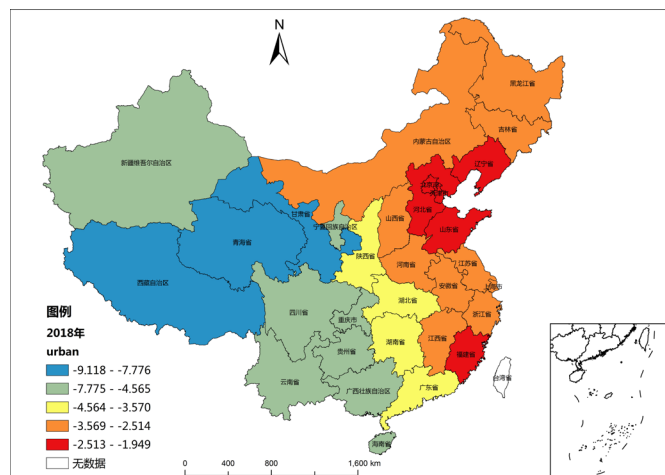 N
黑龙江省
吉林省
内蒙古自治区
辽宁省
新疆维吾尔自治区
北京市
天津市
河北省
甘肃省
山西省
山东省
宁夏回族自治区
青海省
陕西省
河南省
江苏省
西藏自治区
安徽省
上海市
湖北省
四川省
重庆市
浙江省
湖南省
江西省
贵州省
福建省
云南省
台湾省
广西壮族自治区
广东省
海南省
图例
2018年
urban
-9.118 - -7.776
-7.775 - -4.565
-4.564 - -3.570
-3.569 - -2.514
-2.513 - -1.949
无数据
0 400 800 1,600 km